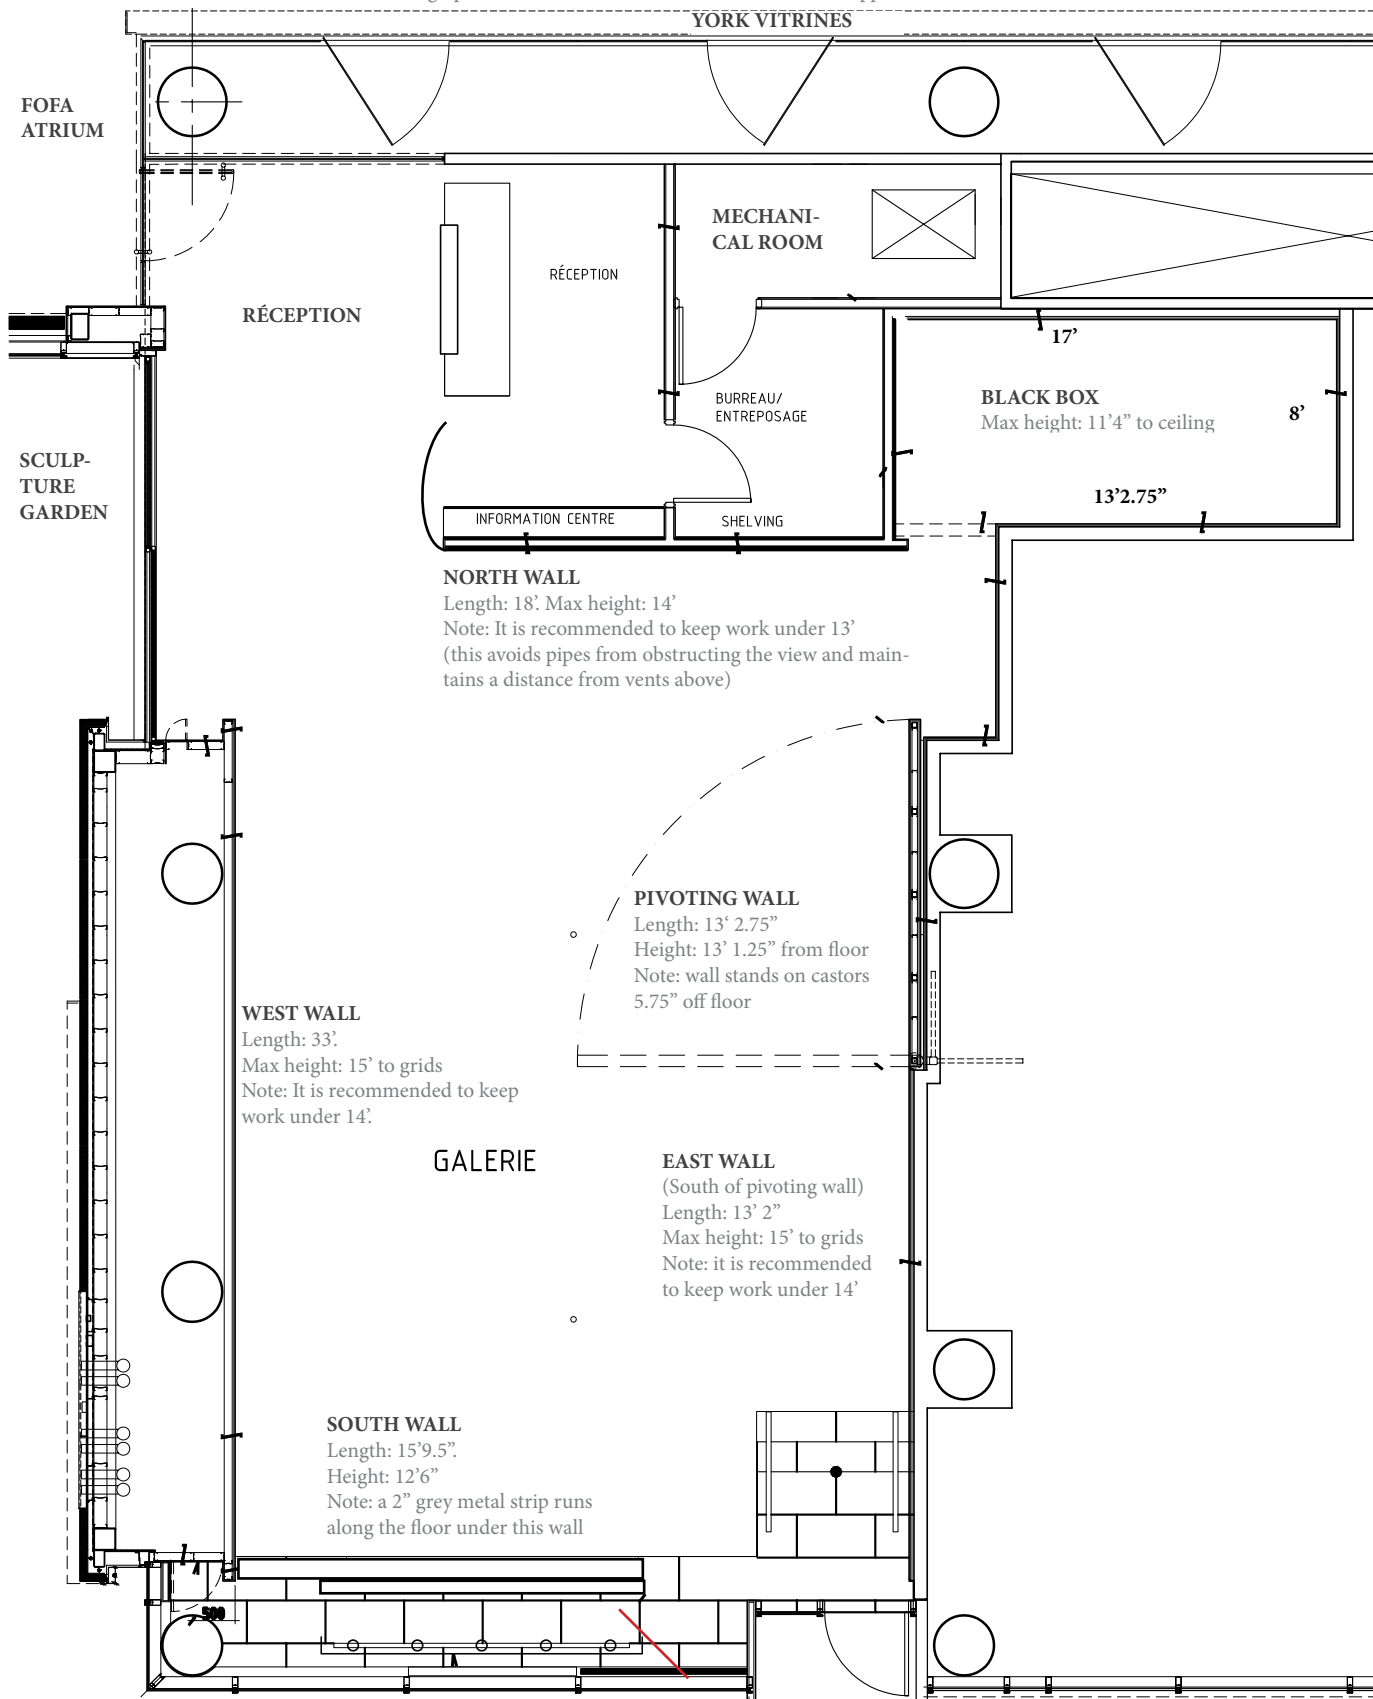 YORK VITRINES
FOFA
ATRIUM
MECHANI-
CAL ROOM
RÉCEPTION
RÉCEPTION
17’
BLACK BOX
Max height: 11’4” to ceiling
8’
BURREAU/
ENTREPOSAGE
SCULP-
TURE
GARDEN
13’2.75”
INFORMATION CENTRE
SHELVING
NORTH WALL
Length: 18’. Max height: 14’
Note: It is recommended to keep work under 13’
(this avoids pipes from obstructing the view and main-
tains a distance from vents above)
PIVOTING WALL
Length: 13‘ 2.75”
Height: 13’ 1.25” from floor
Note: wall stands on castors
5.75” off floor
WEST WALL
Length: 33’.
Max height: 15’ to grids
Note: It is recommended to keep
work under 14’.
GALERIE
EAST WALL
(South of pivoting wall)
Length: 13’ 2”
Max height: 15’ to grids
Note: it is recommended
to keep work under 14’
SOUTH WALL
Length: 15’9.5”.
Height: 12’6”
Note: a 2” grey metal strip runs
along the floor under this wall
500